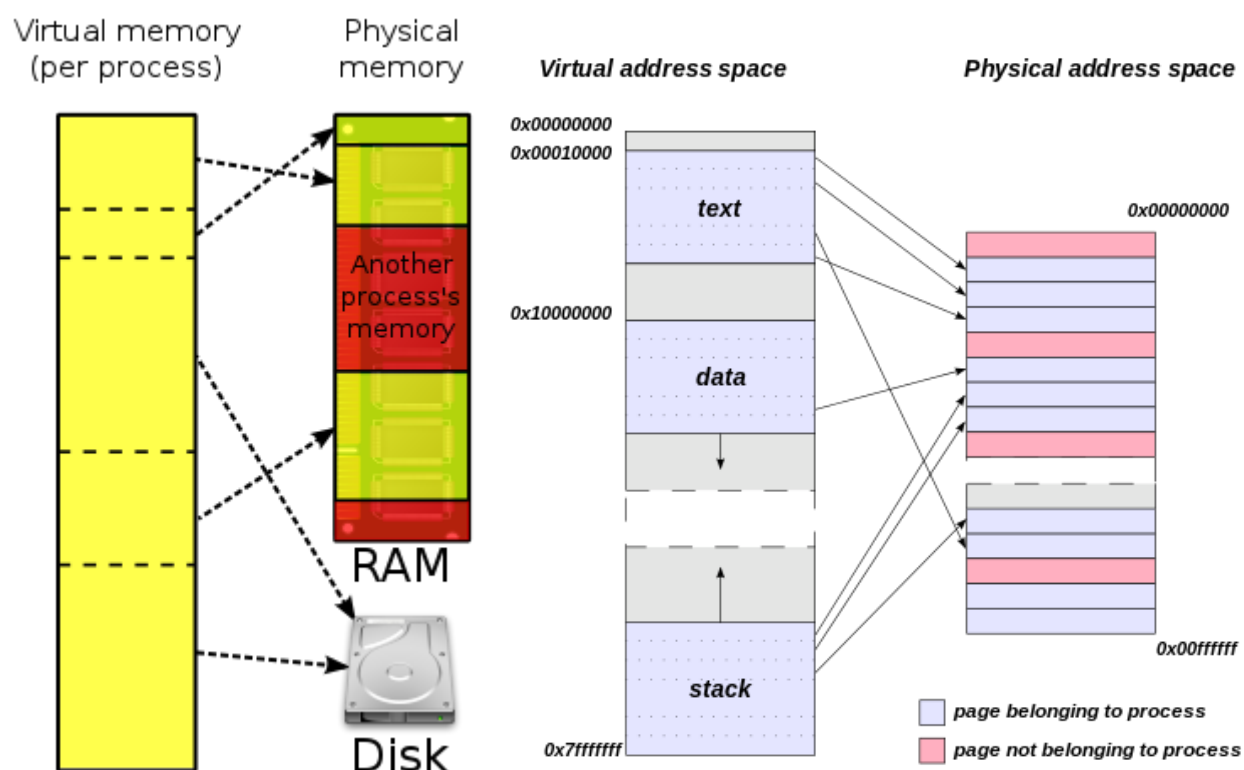 Virtual memory
(per process)
Physical
memory
Another
process's
memory
RAM
Disk
Virtual address space
Physical address space
0x00000000
0x00010000
text
0x10000000
data
stack
0x7fffffff
0x00000000
0x00ffffff
page belonging to process
page not belonging to process